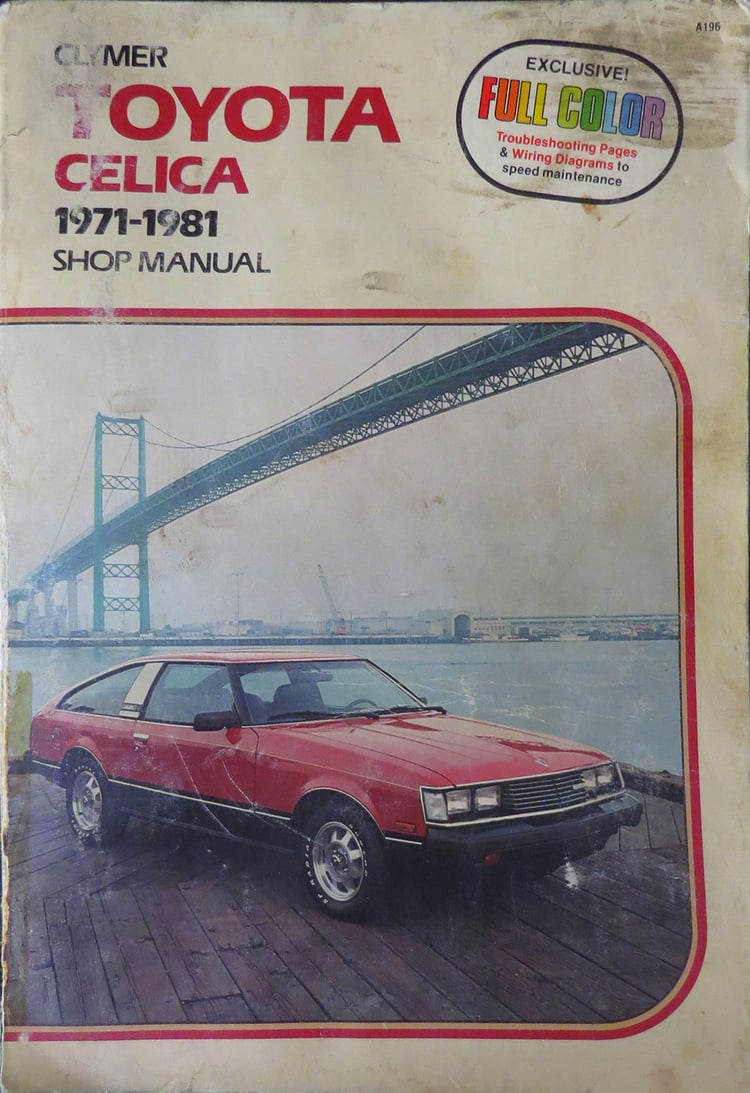 A196
CLYMER
TOYOTA
CELICA
1971-1981
SHOP MANUAL
EXCLUSIVE!
FULL COLOR
Troubleshooting Pages
& Wiring Diagrams to
speed maintenance